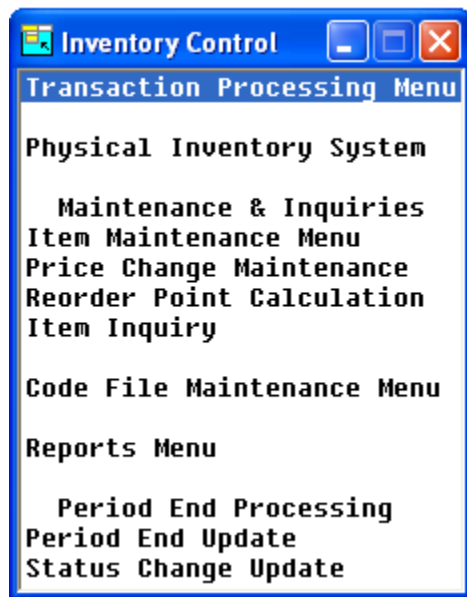 Inventory Control
Transaction Processing Menu
Physical Inventory System
Maintenance & Inquiries
Item Maintenance Menu
Price Change Maintenance
Reorder Point Calculation
Item Inquiry
Code File Maintenance Menu
Reports Menu
Period End Processing
Period End Update
Status Change Update